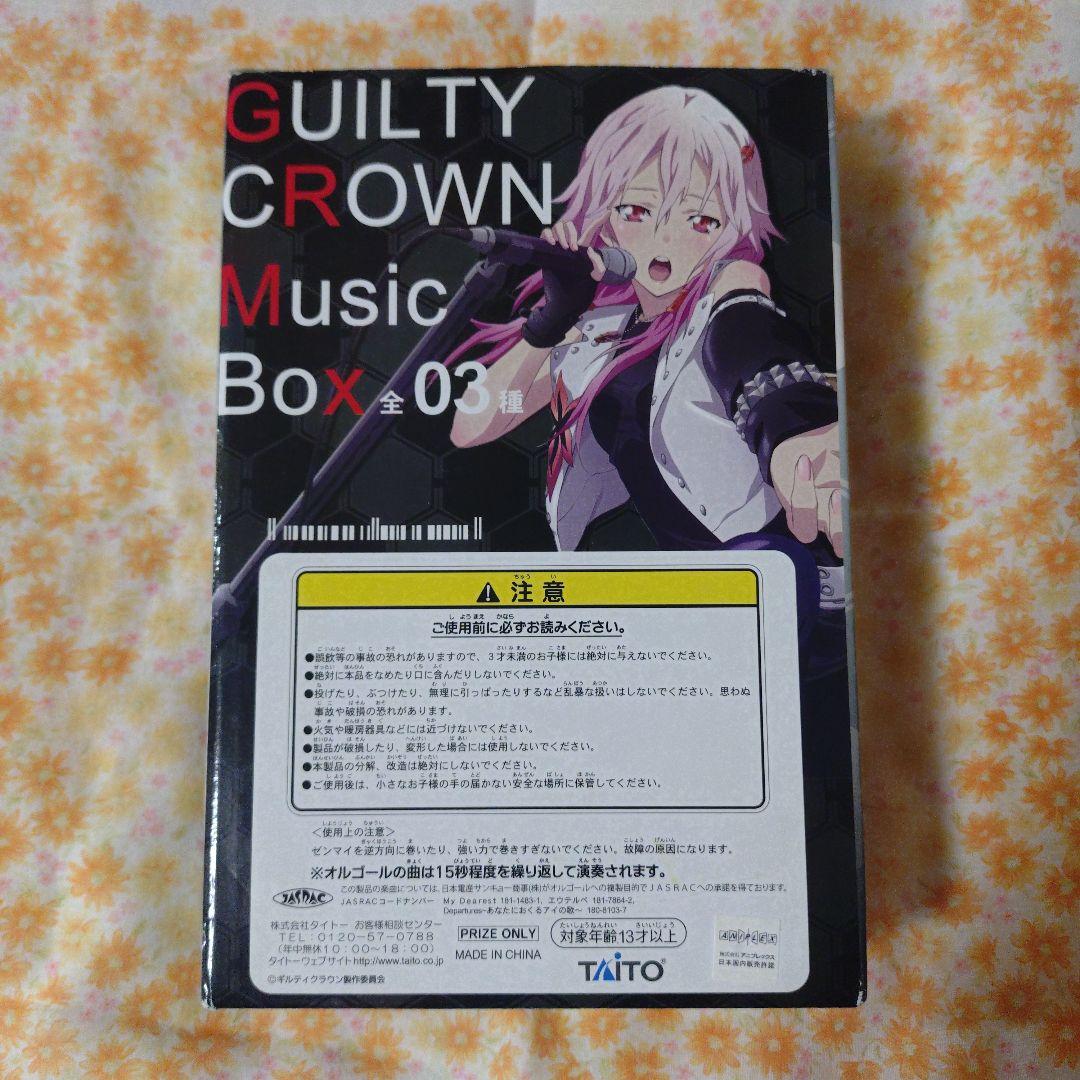 GUILTY
CROWN
Music
Box 全 03 種
注意
ご使用前に必ずお読みください。
●誤飲等の事故の恐れがありますので、3才未満のお子様には絶対に与えないでください。
●絶対に本品をなめたり口に含んだりしないでください。
●投げたり、ぶつけたり、無理に引っぱったりするなど乱暴な扱いはしないでください。思わぬ
事故や破損の恐れがあります。
●火気や暖房器具などには近づけないでください。
●製品が破損したり、変形した場合には使用しないでください。
●本製品の分解、改造は絶対にしないでください。
●ご使用後は、小さなお子様の手の届かない安全な場所に保管してください。
＜使用上の注意＞
ゼンマイを逆方向に巻いたり、強い力で巻きすぎないでください。故障の原因になります。
※オルゴールの曲は15秒程度を繰り返して演奏されます。
この製品の楽曲については、日本電産サンキョー商事(株)がオルゴールへの複製目的でJASRACへの承諾を得ております。
JASRAC
JASRACコードナンバー My Dearest 181-1483-1, エウテルペ 181-7864-2,
Departures~あなたにおくるアイの歌~ 180-8103-7
株式会社タイトー お客様相談センター
TEL:0120-57-0788
(年中無休10:00~18:00)
タイトーウェブサイトhttp://www.taito.co.jp
©ギルティクラウン製作委員会
PRIZE ONLY
MADE IN CHINA
対象年齢13才以上
TAITO®
ANIPLEX
株式会社 アニプレックス
日本国内販売許諾